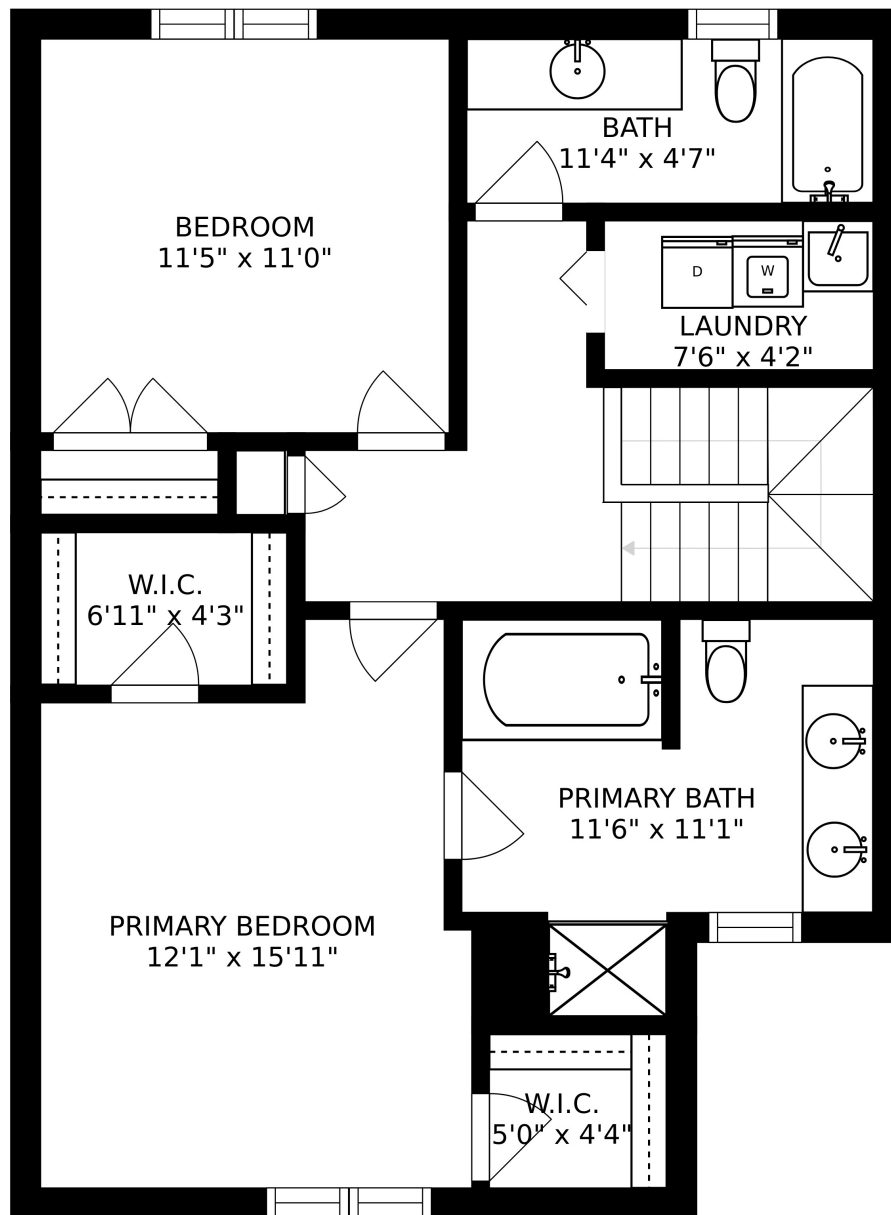 BATH
11'4" x 4'7"
BEDROOM
11'5" x 11'0"
D
W
LAUNDRY
7'6" x 4'2"
W.I.C.
6'11" x 4'3"
PRIMARY BATH
11'6" x 11'1"
PRIMARY BEDROOM
12'1" x 15'11"
W.I.C.
5'0" x 4'4"